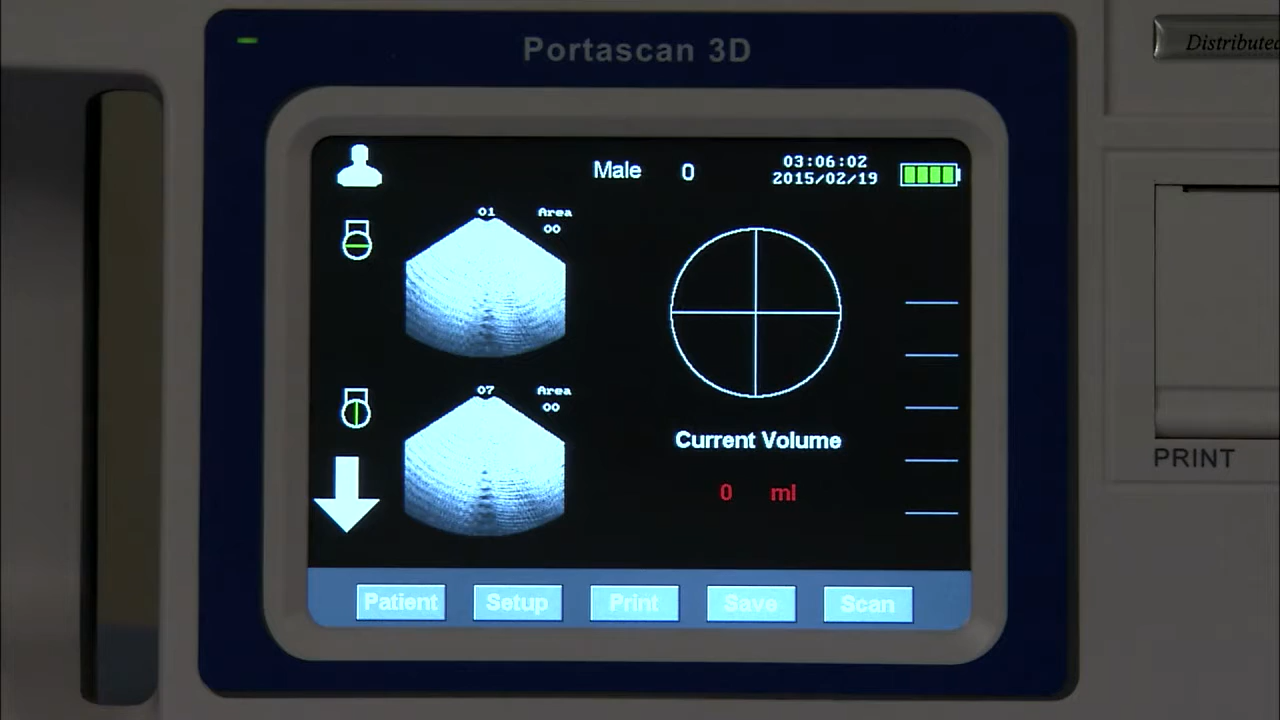 Portascan 3D
Distributed
Male 0
03:06:02
2015/02/19
01 Area
00
07 Area
00
Current Volume
0 ml
PRINT
Patient Setup Print Save Scan